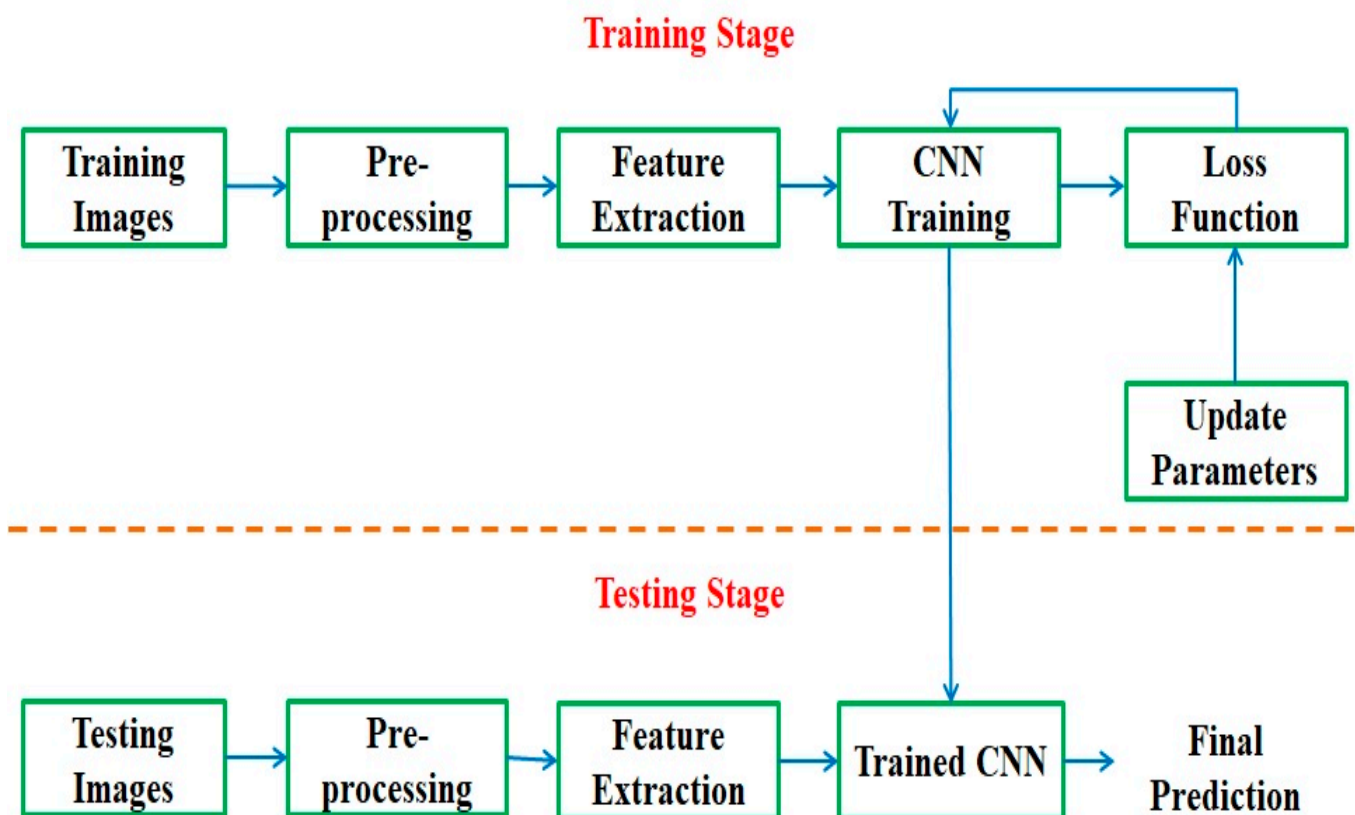 Training Stage
Training
Images
Pre-
processing
Feature
Extraction
CNN
Training
Loss
Function
Update
Parameters
Testing Stage
Testing
Images
Pre-
processing
Feature
Extraction
Trained CNN
Final
Prediction